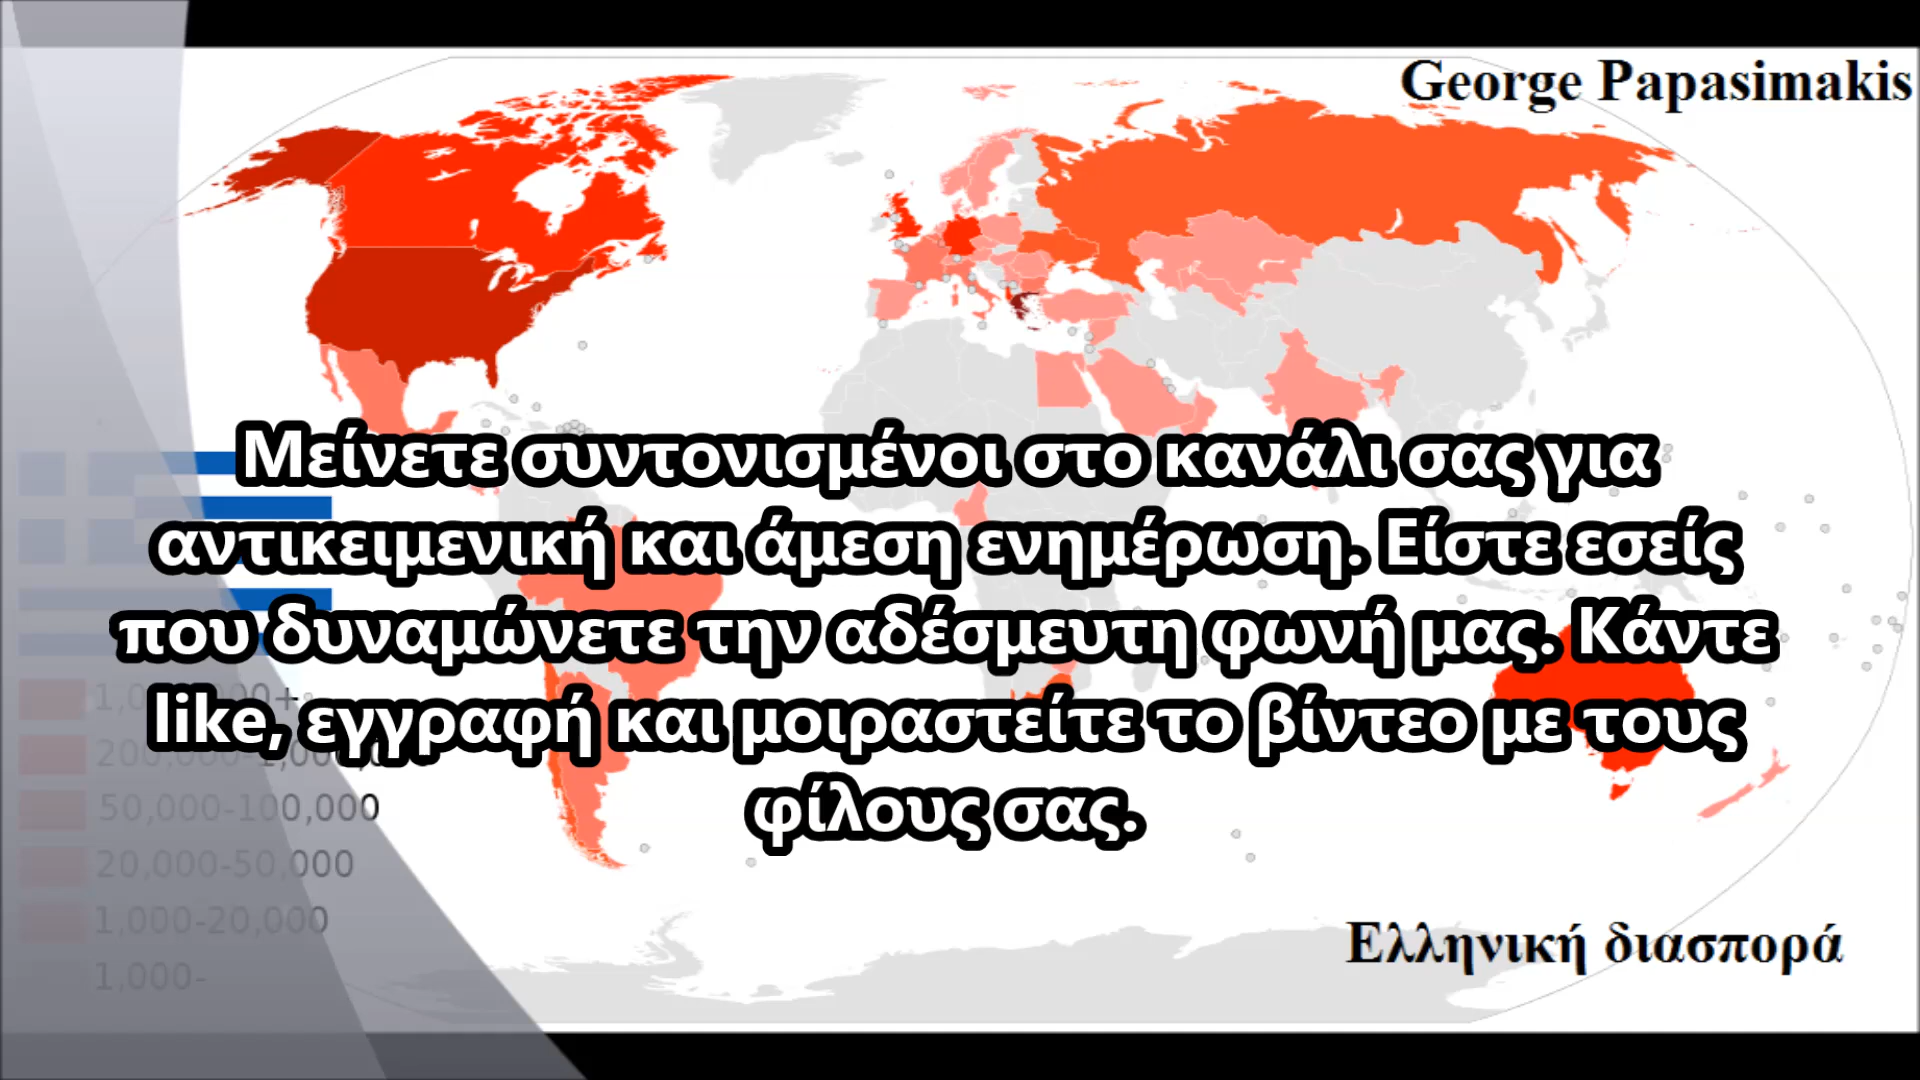 George Papasimakis
Μείνετε συντονισμένοι στο κανάλι σας για
αντικειμενική και άμεση ενημέρωση. Είστε εσείς
που δυναμώνετε την αδέσμευτη φωνή μας. Κάντε
like, εγγραφή και μοιραστείτε το βίντεο με τους
φίλους σας.
50,000-100,000
20,000-50,000
1,000-20,000
1,000-
Ελληνική διασπορά